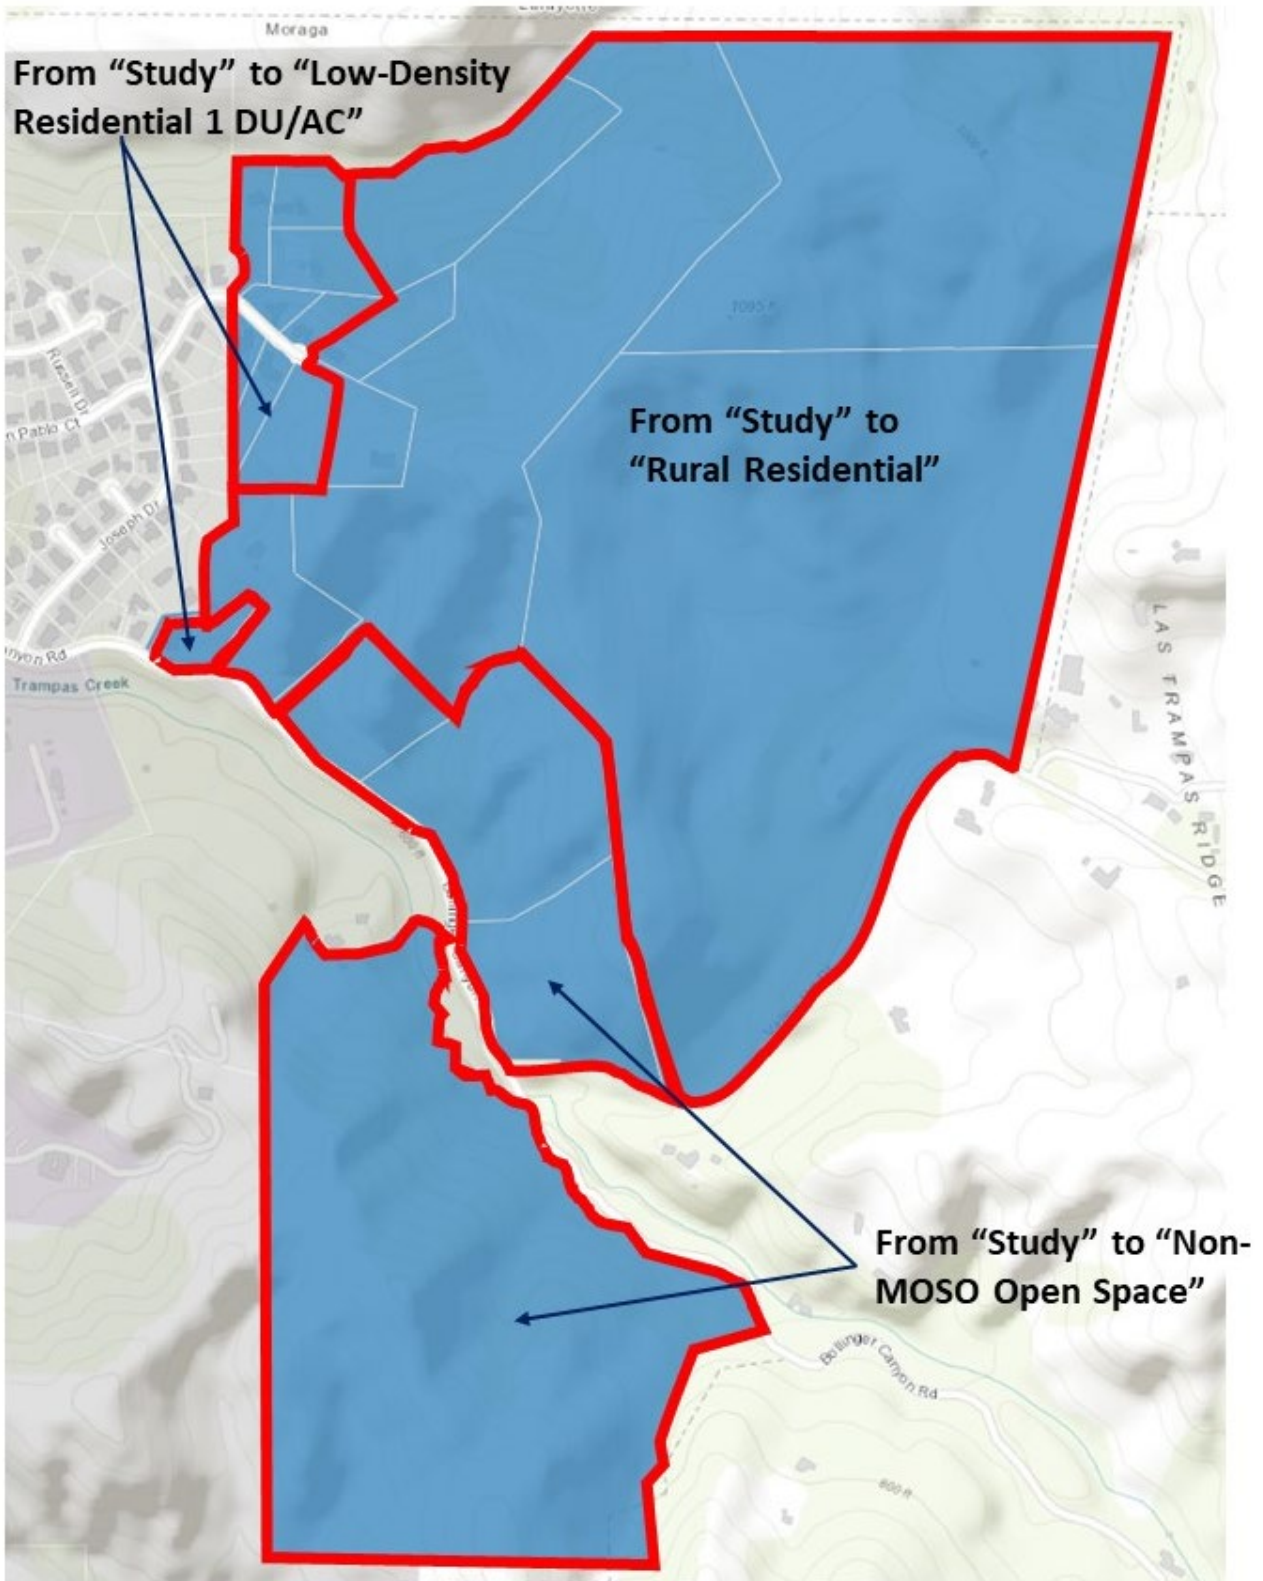 Lafayette
Moraga
From “Study” to “Low-Density
Residential 1 DU/AC”
1095 ft
Russell Dr
n Pablo Ct
From “Study” to
“Rural Residential”
Joseph Dr
anyon Rd
Trampas Creek
LAS TRAMPAS RIDGE
From “Study” to “Non-
MOSO Open Space”
Bollinger Canyon Rd
800 ft